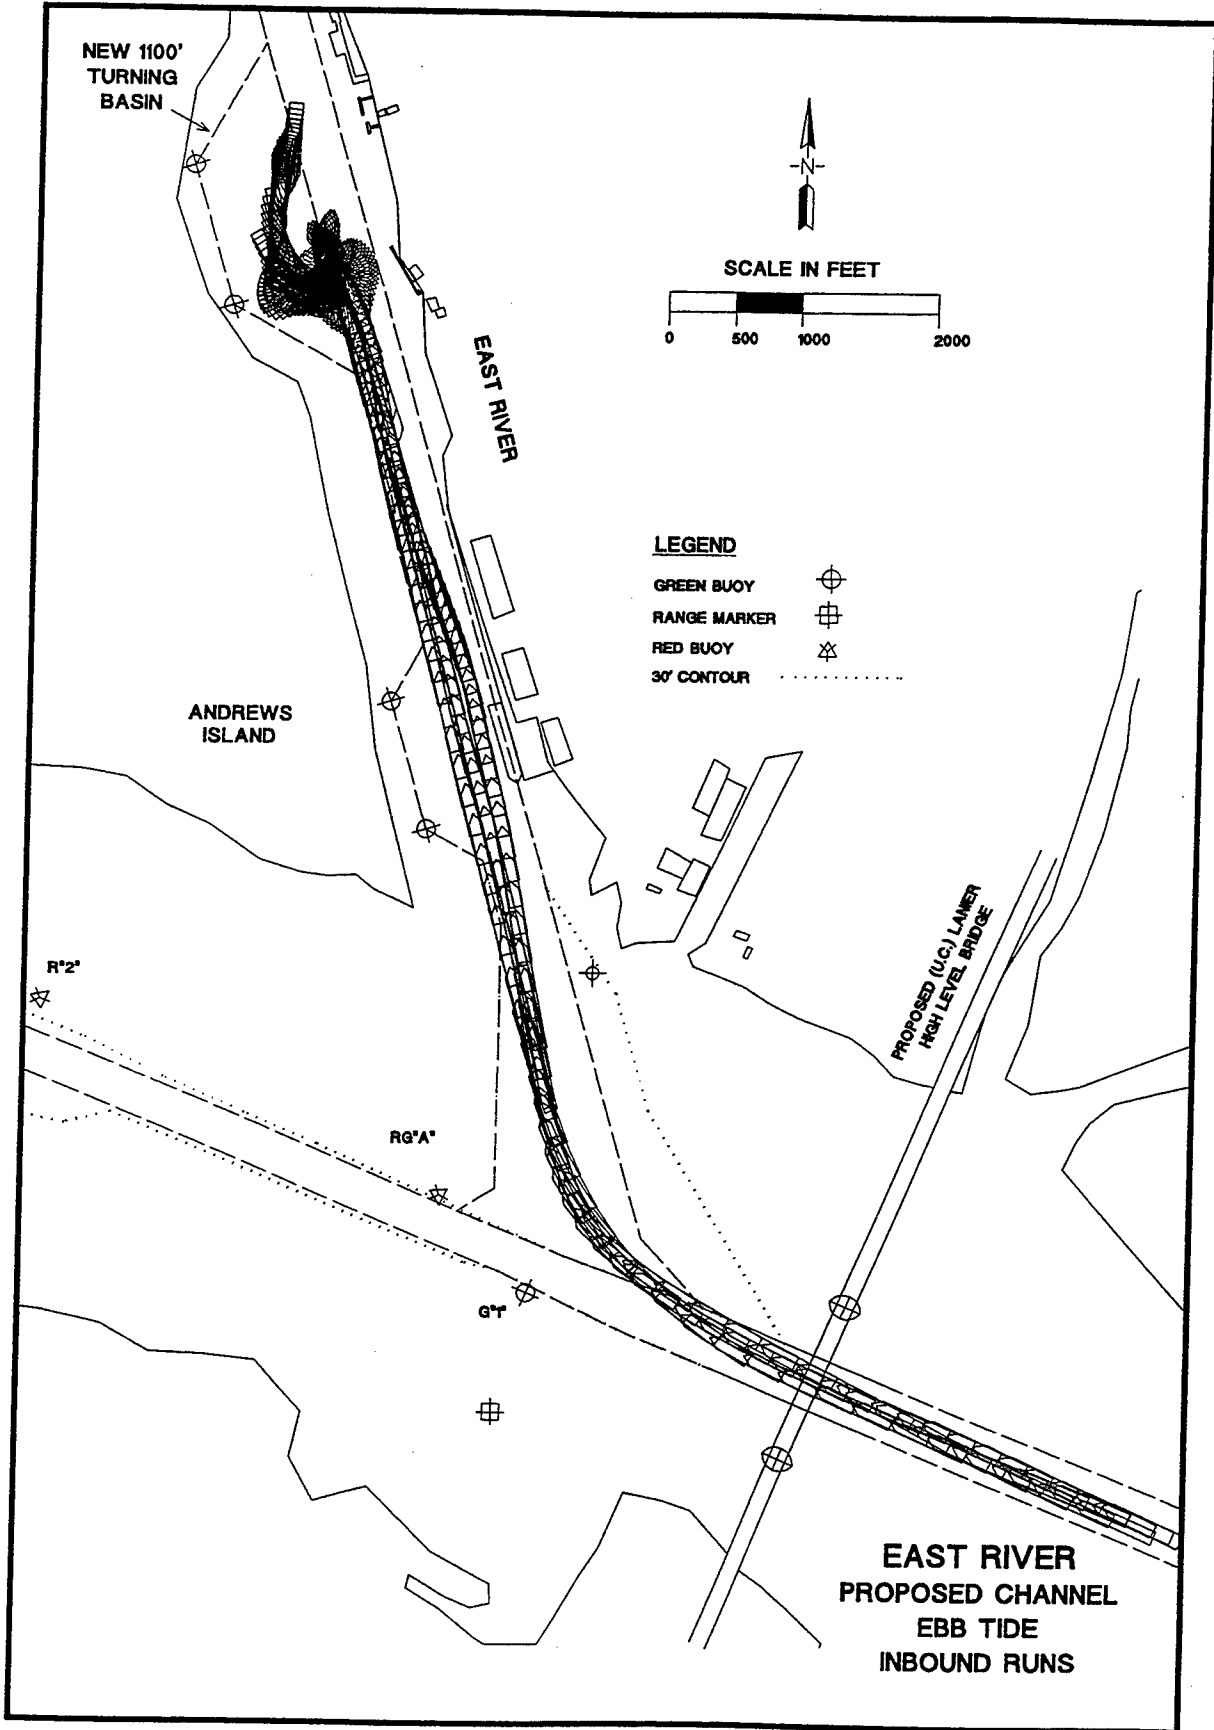 NEW 1100'
TURNING
BASIN
-N-
SCALE IN FEET
0 500 1000 2000
EAST RIVER
LEGEND
GREEN BUOY
RANGE MARKER
RED BUOY
30' CONTOUR
ANDREWS
ISLAND
PROPOSED (U.C.) LANIER
HIGH LEVEL BRIDGE
R"2"
RG"A"
G"1"
EAST RIVER
PROPOSED CHANNEL
EBB TIDE
INBOUND RUNS